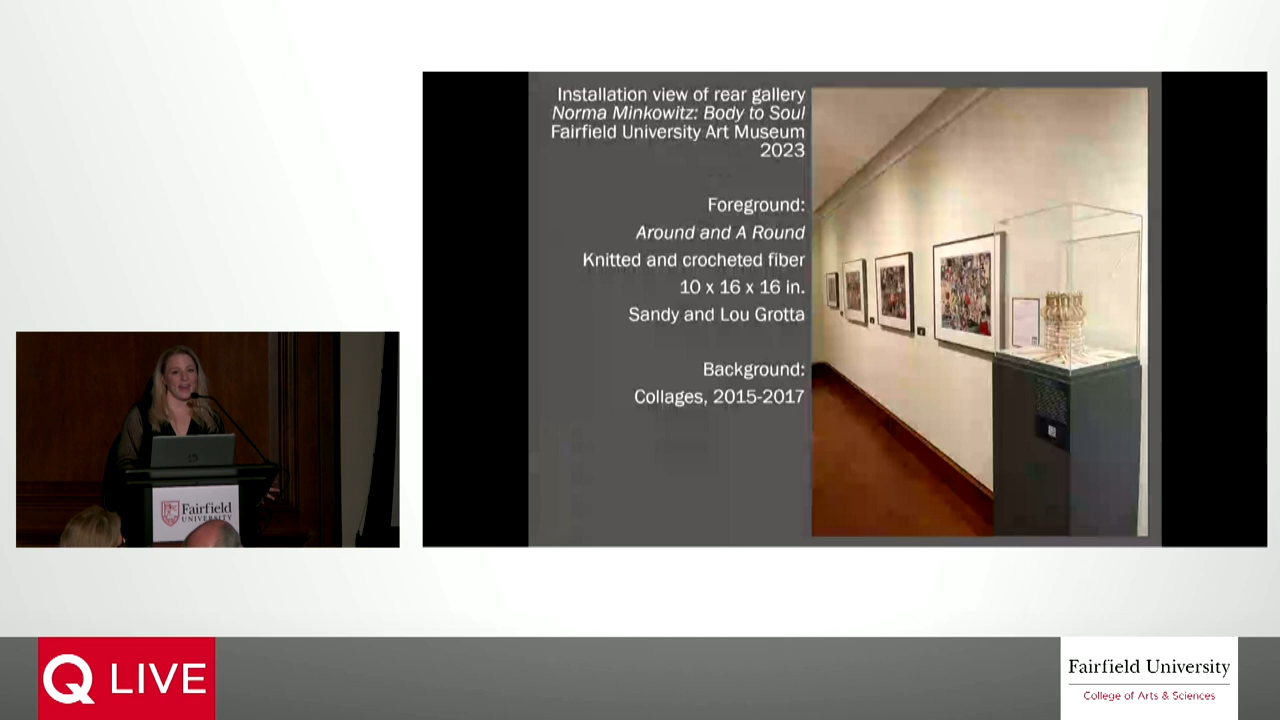 Installation view of rear gallery
Norma Minkowitz: Body to Soul
Fairfield University Art Museum
2023
Foreground:
Around and A Round
Knitted and crocheted fiber
10 x 16 x 16 in.
Sandy and Lou Grotta
Background:
Collages, 2015-2017
Fairfield
UNIVERSITY
Q LIVE
Fairfield University
College of Arts & Sciences